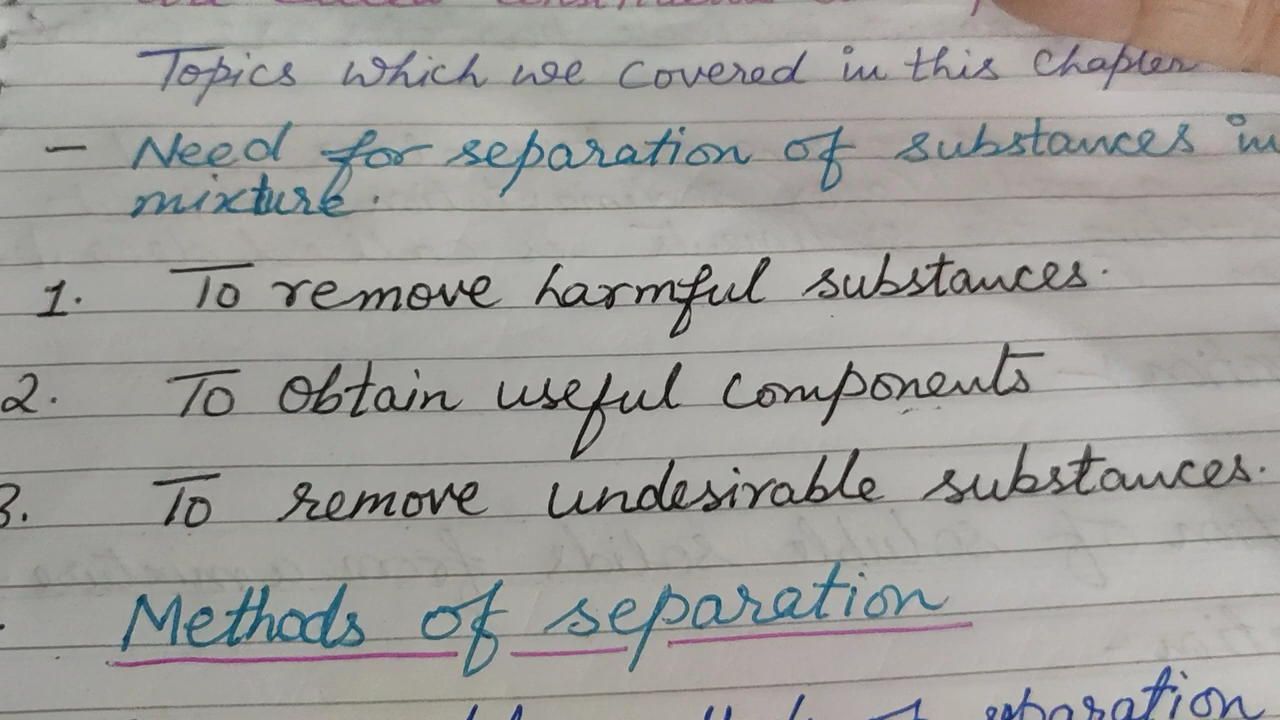 Topics which we covered in this chapter
- Need for separation of substances in
mixture.
1. To remove harmful substances.
2. To obtain useful components
3. To remove undesirable substances.
Methods of separation
separation